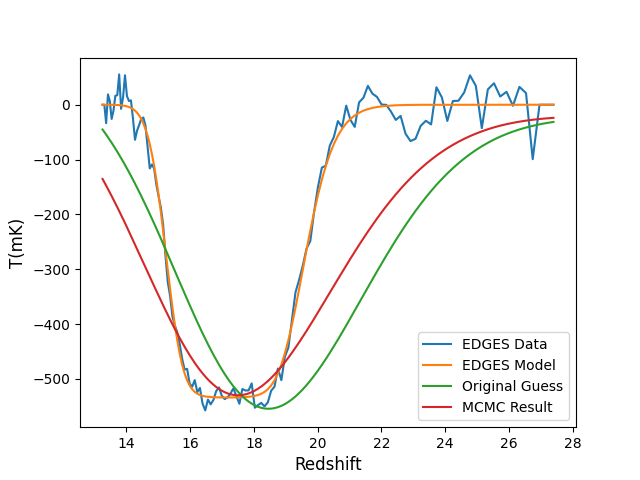 0
−100
−200
−300
−400
−500
T(mK)
14
16
18
20
22
24
26
28
Redshift
EDGES Data
EDGES Model
Original Guess
MCMC Result